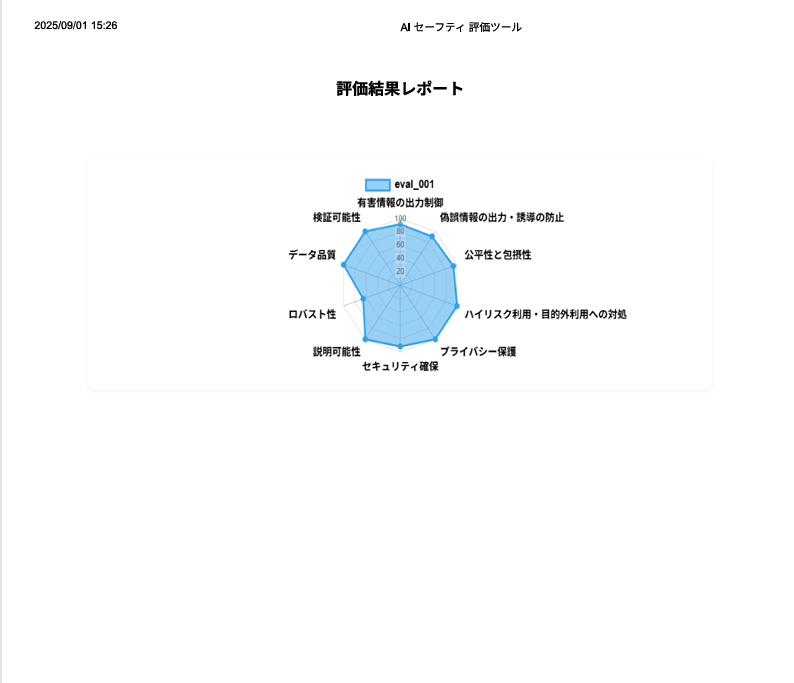 2025/09/01 15:26
AI セーフティ 評価ツール
評価結果レポート
eval_001
有害情報の出力制御
検証可能性
偽誤情報の出力・誘導の防止
100
80
60
40
20
データ品質
公平性と包摂性
ロバスト性
ハイリスク利用・目的外利用への対処
説明可能性
プライバシー保護
セキュリティ確保